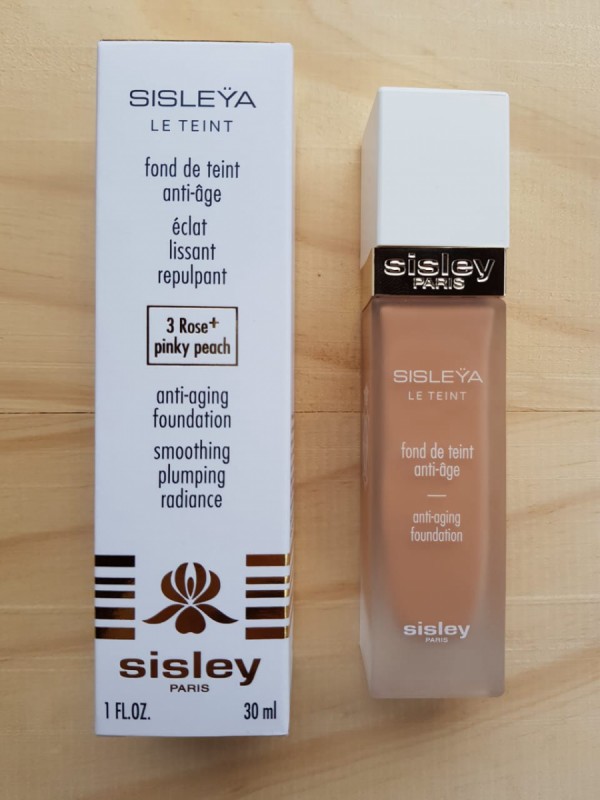 SISLEŸA
LE TEINT
fond de teint
anti-âge
éclat
lissant
repulpant
3 Rose+
pinky peach
anti-aging
foundation
smoothing
plumping
radiance
sisley
PARIS
1 FL.OZ. 30 ml
sisley
PARIS
SISLEŸA
LE TEINT
fond de teint
anti-âge
anti-aging
foundation
sisley
PARIS